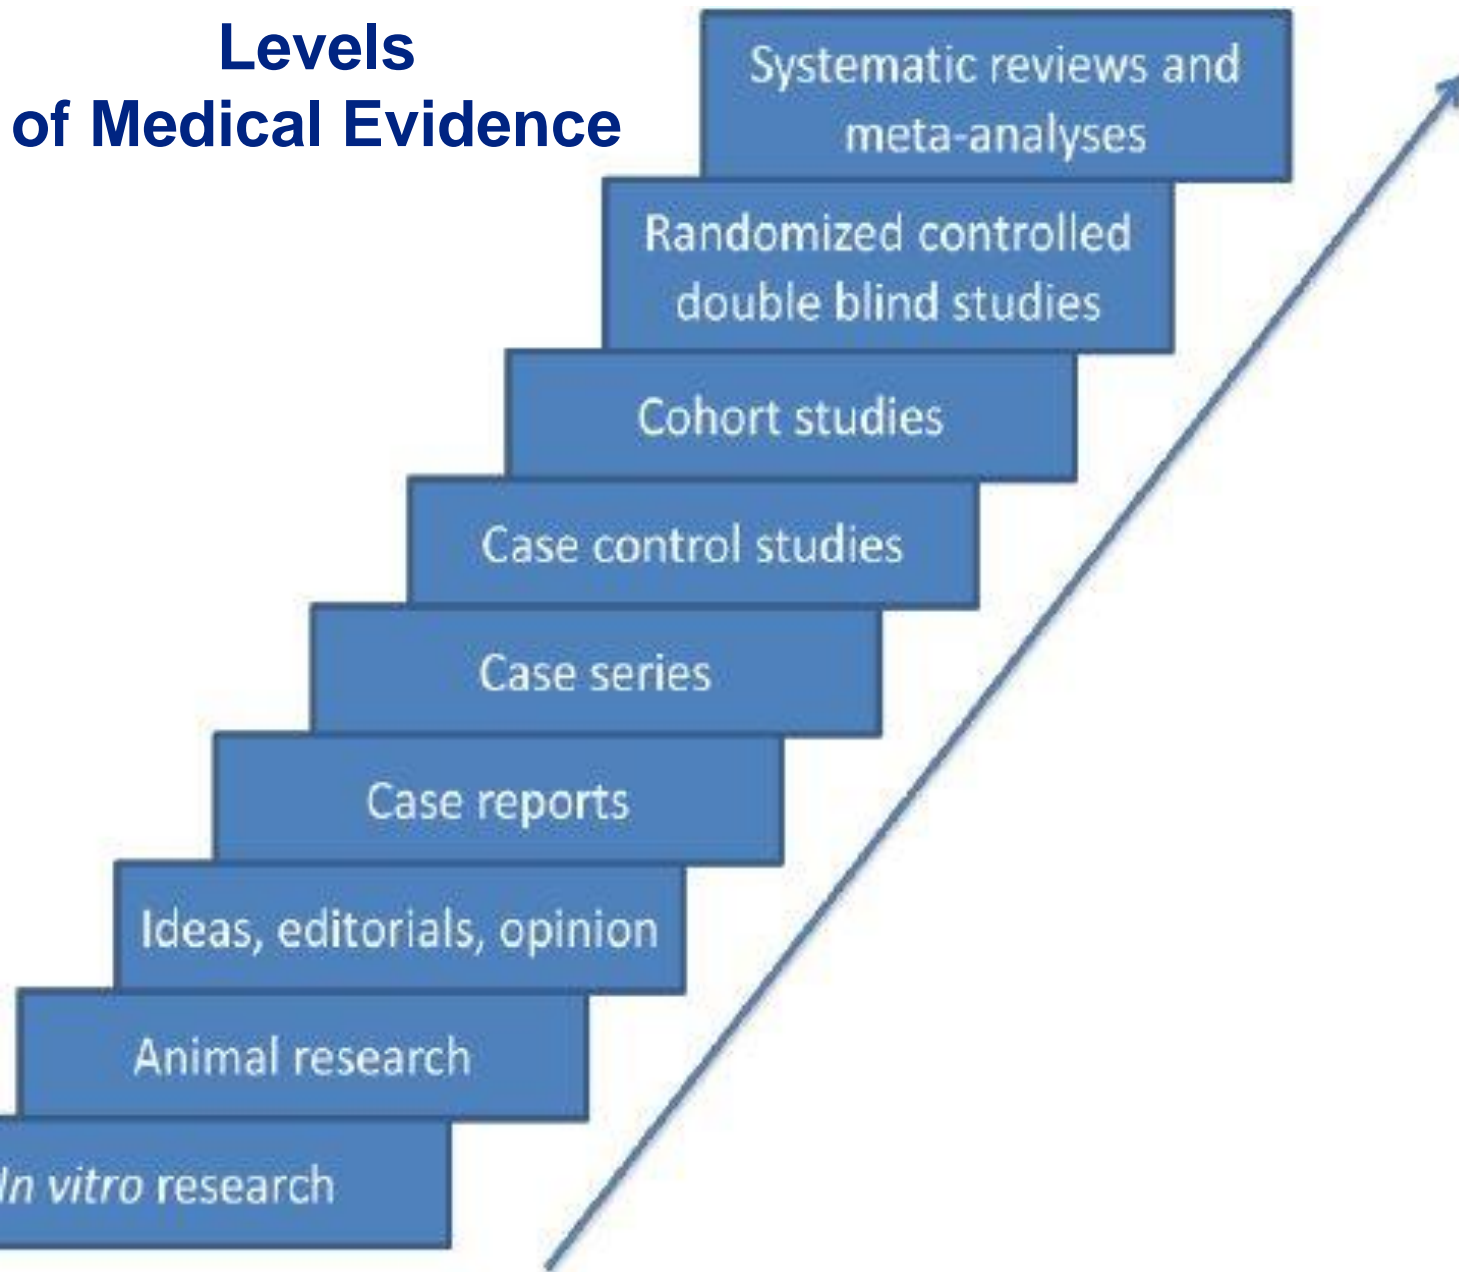 Levels
of Medical Evidence
Systematic reviews and
meta-analyses
Randomized controlled
double blind studies
Cohort studies
Case control studies
Case series
Case reports
Ideas, editorials, opinion
Animal research
In vitro research